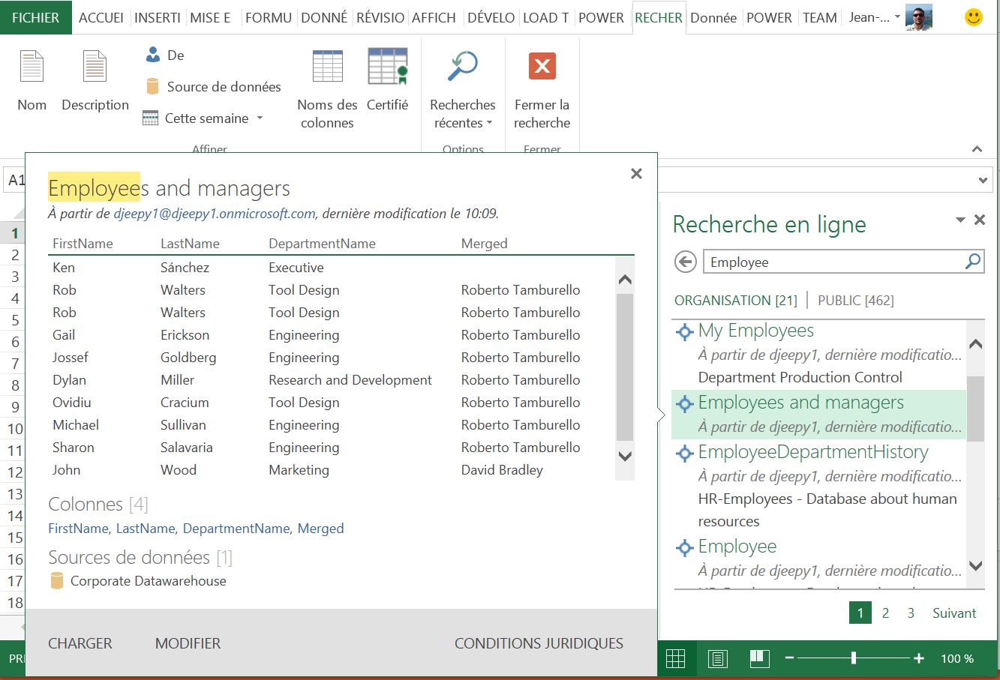 FICHIER ACCUEI INSERTI MISE E FORMU DONNÉ RÉVISIO AFFICH DÉVELO LOAD T POWER RECHER Donnée POWER TEAM Jean-...
Nom
Description
De
Source de données
Cette semaine
Noms des colonnes
Certifié
Affiner
Recherches récentes
Options
Fermer la recherche
Fermer
A1
1
2
3
4
5
6
7
8
9
10
11
12
13
14
15
16
17
18
Employees and managers
À partir de djeepy1@djeepy1.onmicrosoft.com, dernière modification le 10:09.
FirstName LastName DepartmentName Merged
Ken Sánchez Executive
Rob Walters Tool Design Roberto Tamburello
Rob Walters Tool Design Roberto Tamburello
Gail Erickson Engineering Roberto Tamburello
Jossef Goldberg Engineering Roberto Tamburello
Dylan Miller Research and Development Roberto Tamburello
Ovidiu Cracium Tool Design Roberto Tamburello
Michael Sullivan Engineering Roberto Tamburello
Sharon Salavaria Engineering Roberto Tamburello
John Wood Marketing David Bradley
Colonnes [4]
FirstName, LastName, DepartmentName, Merged
Sources de données [1]
Corporate Datawarehouse
CHARGER MODIFIER CONDITIONS JURIDIQUES
Recherche en ligne
Employee
ORGANISATION [21] | PUBLIC [462]
My Employees
À partir de djeepy1, dernière modificatio...
Department Production Control
Employees and managers
À partir de djeepy1, dernière modificatio...
EmployeeDepartmentHistory
À partir de djeepy1, dernière modificatio...
HR-Employees - Database about human
resources
Employee
À partir de djeepy1, dernière modificatio...
1 2 3 Suivant
PRI
100 %